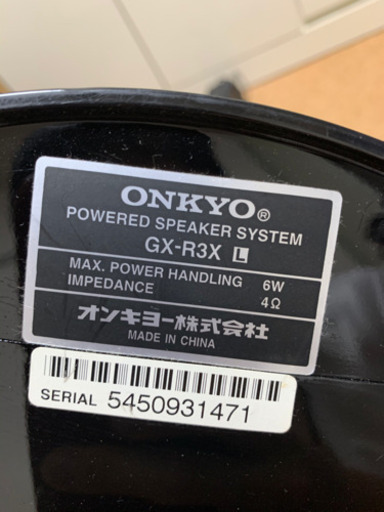 ONKYO®
POWERED SPEAKER SYSTEM
GX-R3X L
MAX. POWER HANDLING 6W
IMPEDANCE 4Ω
オンキヨー株式会社
MADE IN CHINA
SERIAL 5450931471